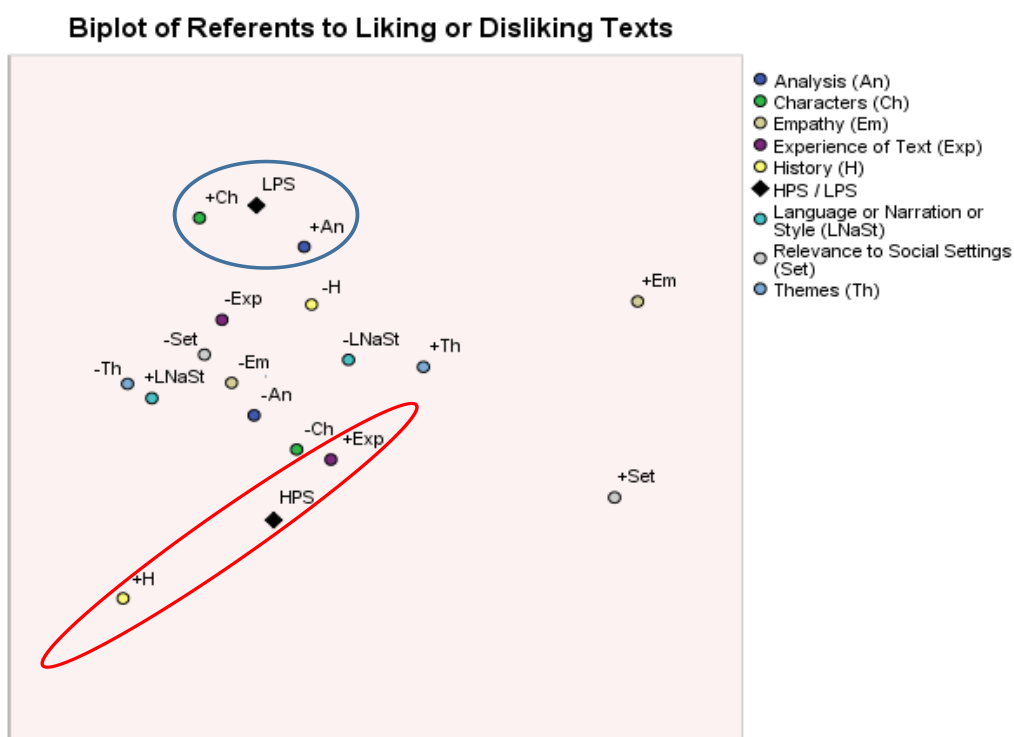 Biplot of Referents to Liking or Disliking Texts
Analysis (An)
Characters (Ch)
Empathy (Em)
Experience of Text (Exp)
History (H)
HPS / LPS
Language or Narration or
Style (LNaSt)
Relevance to Social Settings
(Set)
Themes (Th)
LPS
+Ch
+An
+Em
-H
-Exp
-Set
-LNaSt
+Th
-Em
-Th
+LNaSt
-An
-Ch
+Exp
+Set
HPS
+H